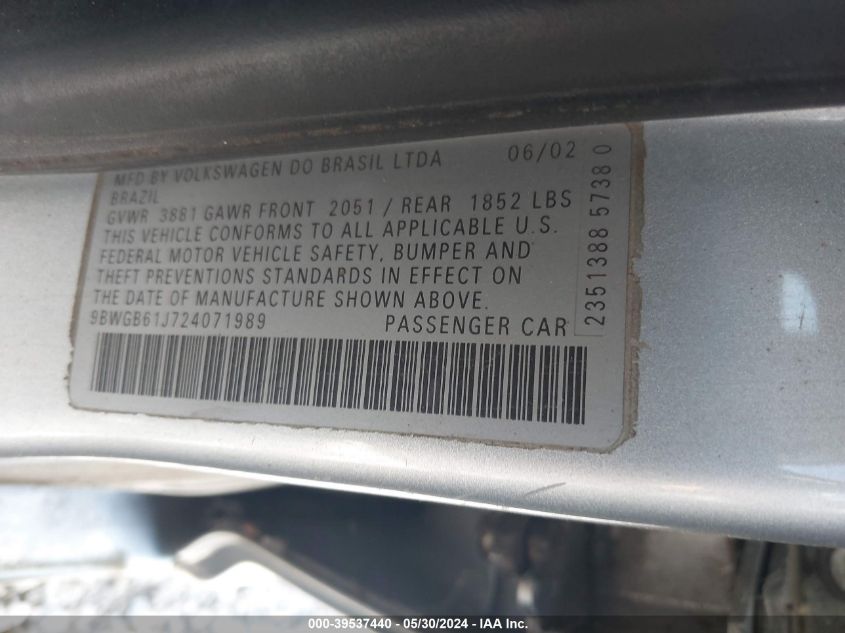 MFD BY VOLKSWAGEN DO BRASIL LTDA 06/02
BRAZIL
GVWR 3881 GAWR FRONT 2051 / REAR 1852 LBS
THIS VEHICLE CONFORMS TO ALL APPLICABLE U.S.
FEDERAL MOTOR VEHICLE SAFETY, BUMPER AND
THEFT PREVENTIONS STANDARDS IN EFFECT ON
THE DATE OF MANUFACTURE SHOWN ABOVE.
9BWGB61J724071989 PASSENGER CAR
2351388 5738 0
000-39537440 - 05/30/2024 - IAA Inc.